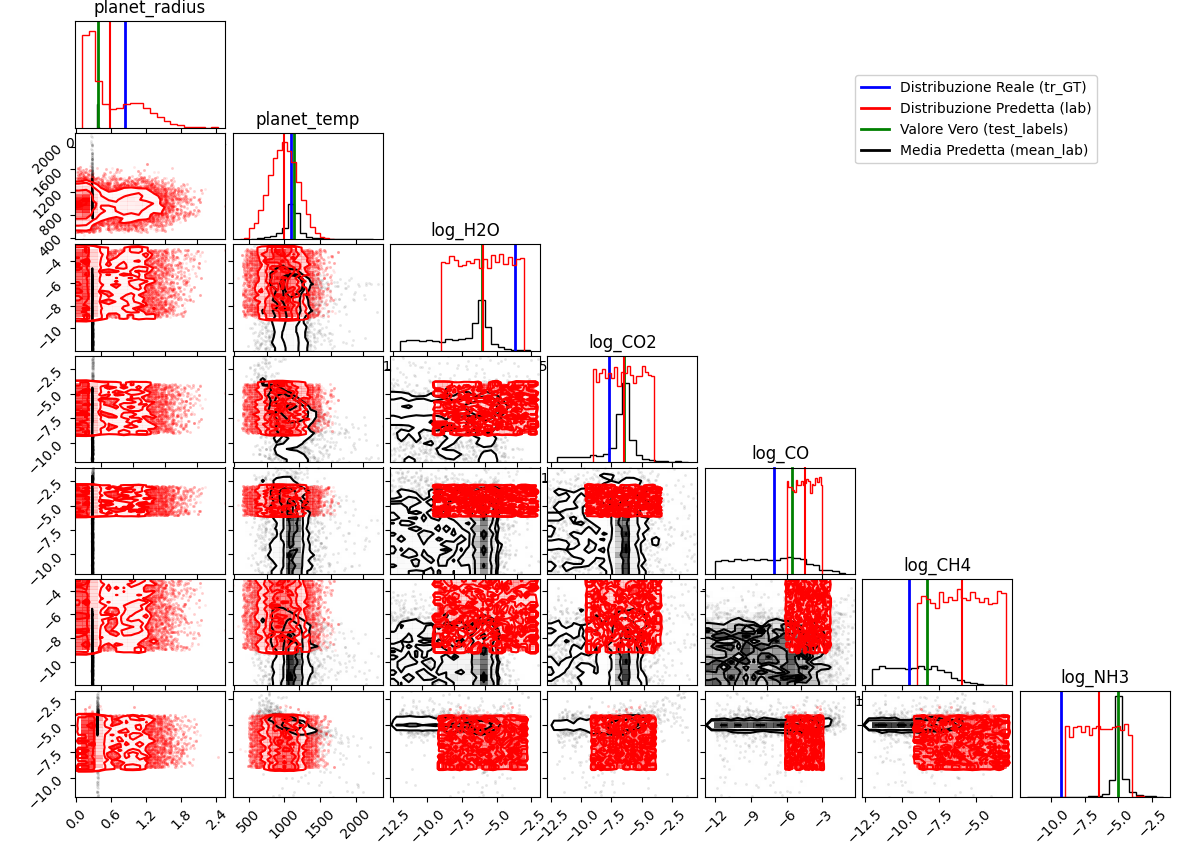 planet_radius
planet_temp
Distribuzione Reale (tr_GT)
Distribuzione Predetta (lab)
Valore Vero (test_labels)
Media Predetta (mean_lab)
2000
1600
1200
800
400
log_H2O
−4
−6
−8
−10
log_CO2
−2.5
−5.0
−7.5
−10.0
log_CO
−2.5
−5.0
−7.5
−10.0
log_CH4
−4
−6
−8
−10
log_NH3
−2.5
−5.0
−7.5
−10.0
0.0 0.6 1.2 1.8 2.4 500 1000 1500 2000 −12.5 −10.0 −7.5 −5.0 −12.5 −10.0 −7.5 −5.0 −2.5 −12 −9 −6 −3 −12.5 −10.0 −7.5 −5.0 −10.0 −7.5 −5.0 −2.5